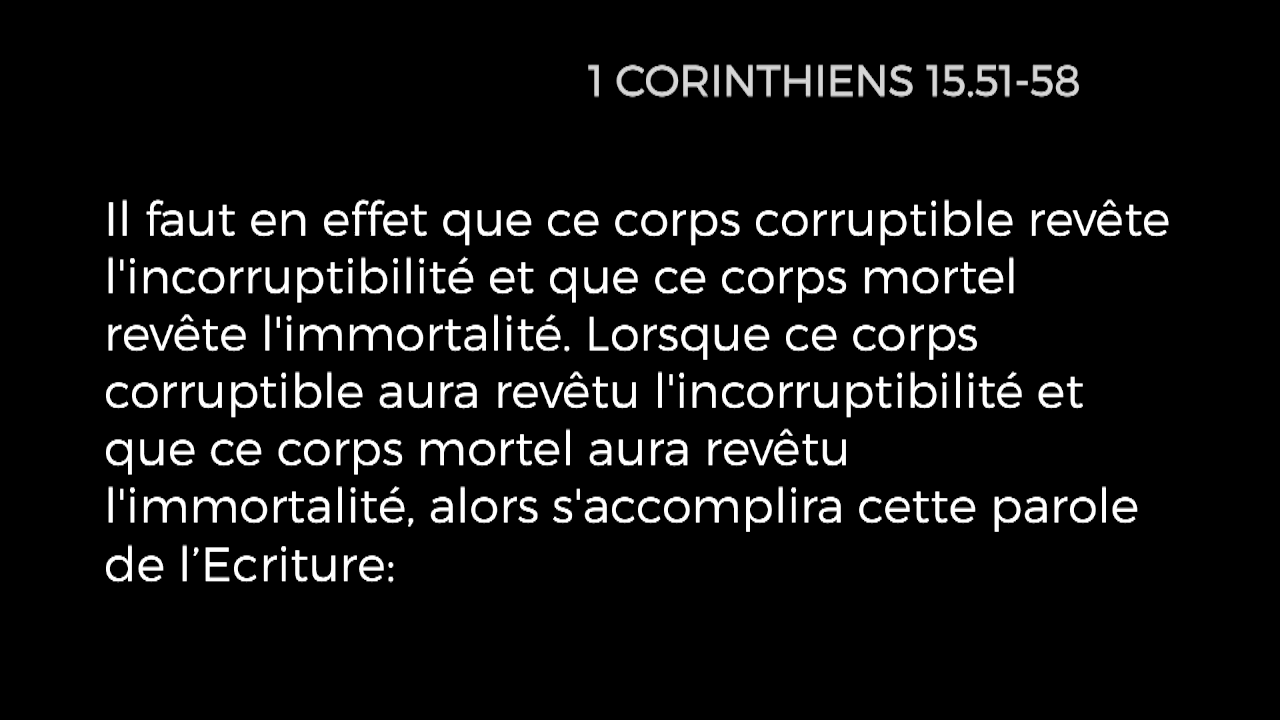 1 CORINTHIENS 15.51-58
Il faut en effet que ce corps corruptible revête
l'incorruptibilité et que ce corps mortel
revête l'immortalité. Lorsque ce corps
corruptible aura revêtu l'incorruptibilité et
que ce corps mortel aura revêtu
l'immortalité, alors s'accomplira cette parole
de l’Ecriture: